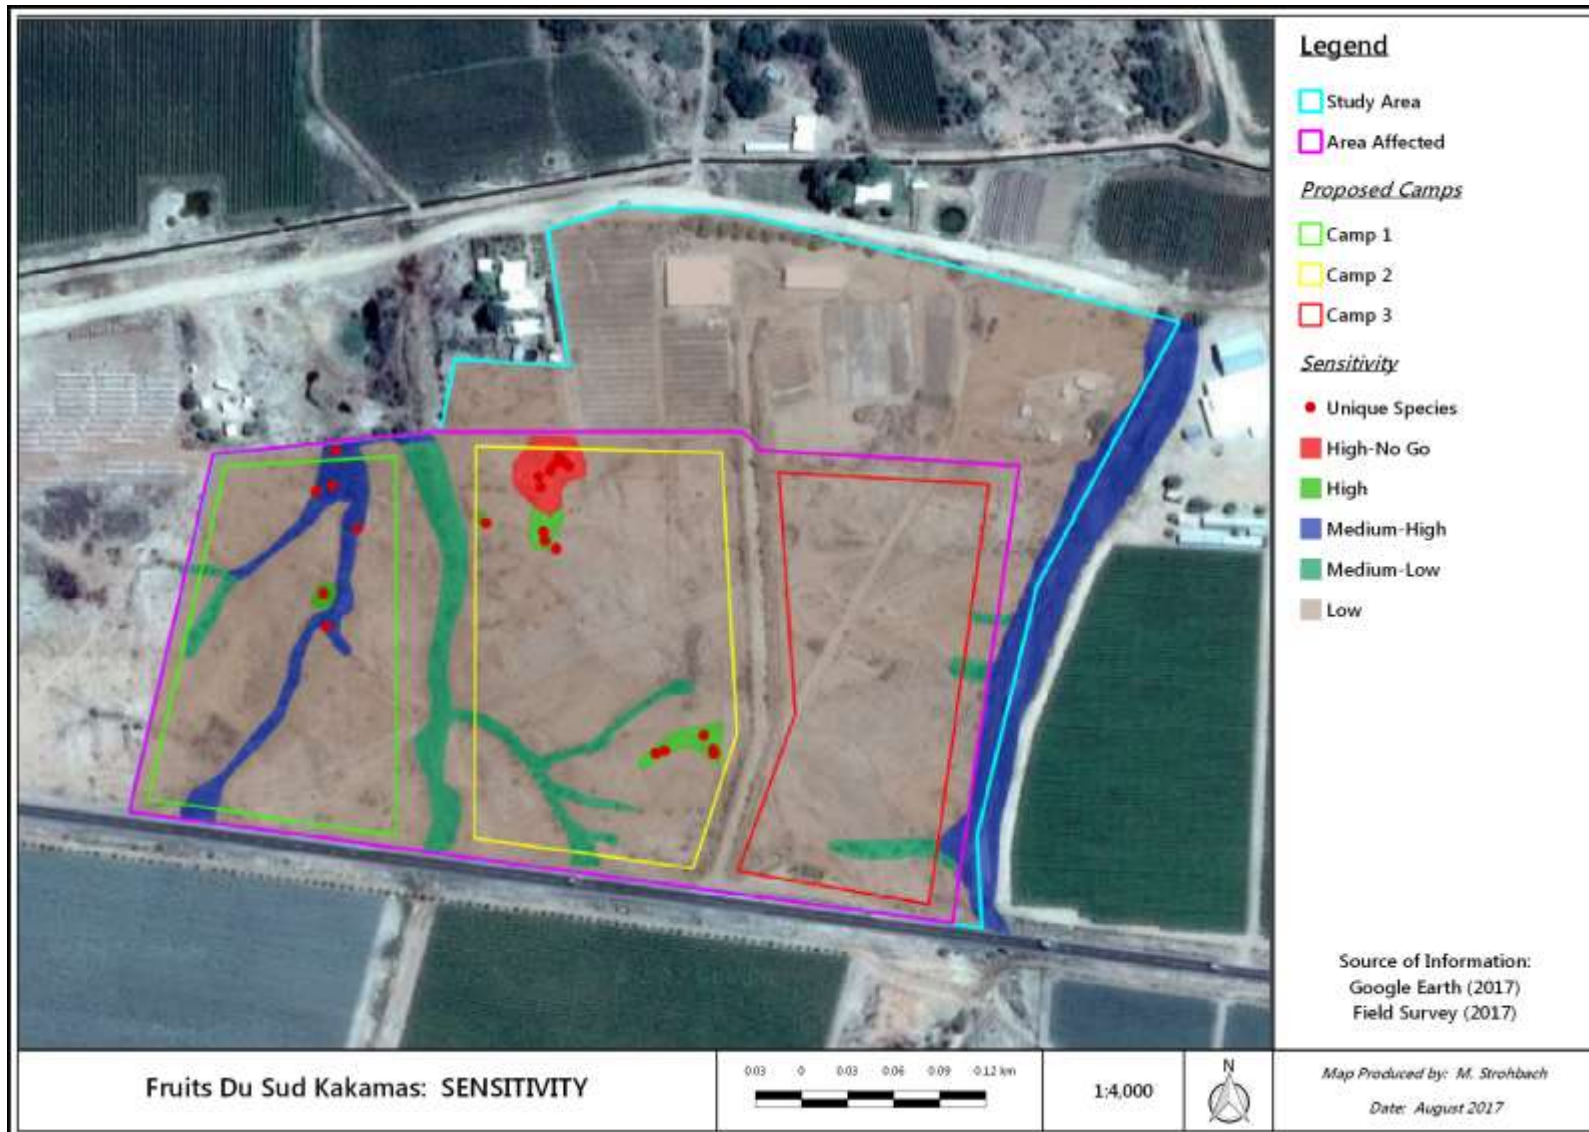 Legend
Study Area
Area Affected
Proposed Camps
Camp 1
Camp 2
Camp 3
Sensitivity
Unique Species
High-No Go
High
Medium-High
Medium-Low
Low
Source of Information:
Google Earth (2017)
Field Survey (2017)
Fruits Du Sud Kakamas: SENSITIVITY
0.03 0 0.03 0.06 0.09 0.12 km
1:4,000
N
Map Produced by: M. Strohbach
Date: August 2017